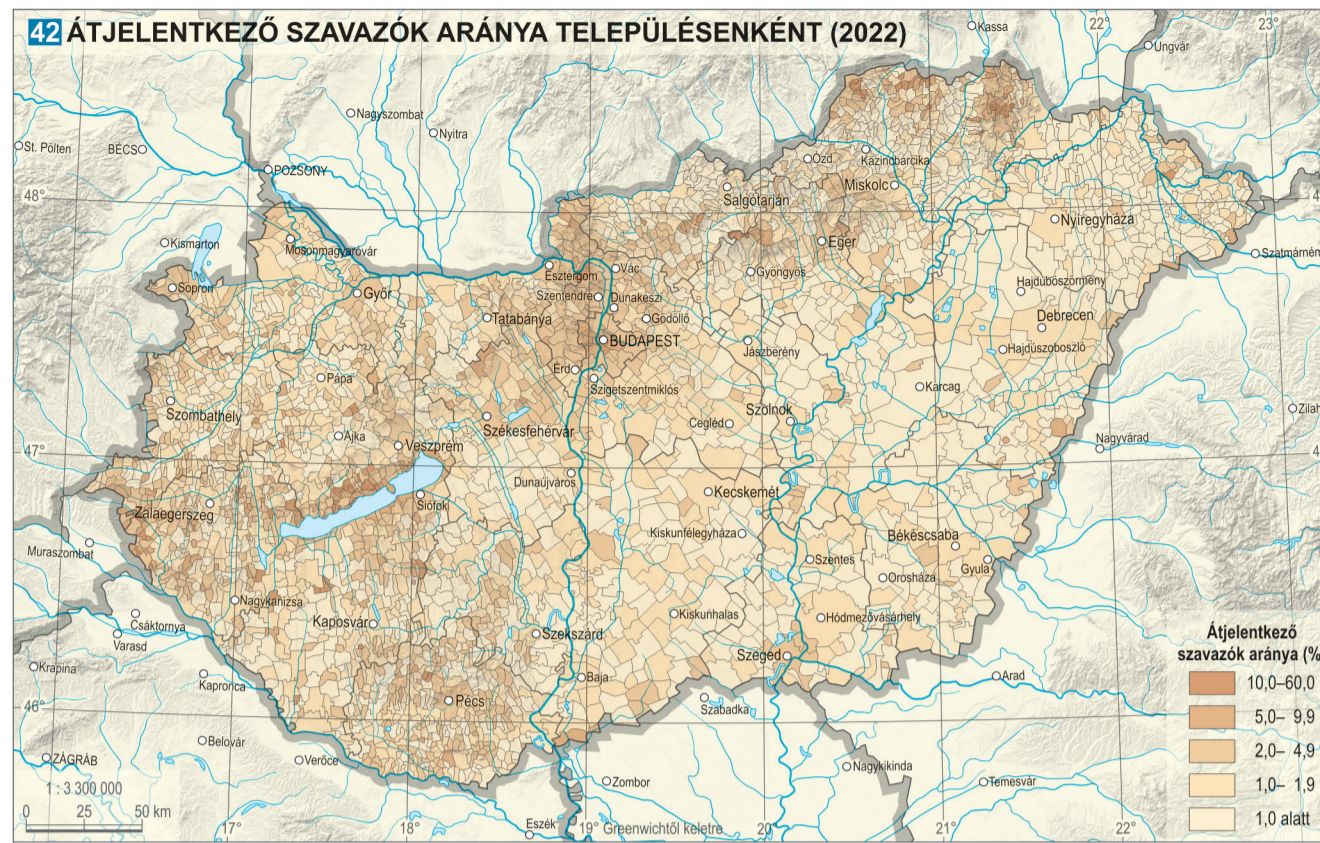 42 ÁTJELENTKEZŐ SZAVAZÓK ARÁNYA TELEPÜLÉSENKÉNT (2022)
Kassa
22°
23°
Ungvár
Nagyszombat
Nyitra
St. Pölten
BÉCS
POZSONY
Ózd
Kazincbarcika
Miskolc
48°
Salgótarján
Nyíregyháza
Kismarton
Mosonmagyaróvár
Eger
Szatmárném
Sopron
Esztergom
Vác
Gyöngyös
Győr
Szentendre
Dunakeszi
Hajdúböszörmény
Tatabánya
Gödöllő
Debrecen
BUDAPEST
Jászberény
Hajdúszoboszló
Érd
Pápa
Szigetszentmiklós
Karcag
Szombathely
Szolnok
Zilah
Székesfehérvár
Cegléd
Ajka
Veszprém
Nagyvárad
47°
Dunaújváros
Kecskemét
Siófok
Zalaegerszeg
Kiskunfélegyháza
Békéscsaba
Muraszombat
Szentes
Gyula
Orosháza
Nagykanizsa
Csáktornya
Kaposvár
Kiskunhalas
Hódmezővásárhely
Varasd
Szekszárd
Szeged
Krapina
Kapronca
Baja
Arad
46°
Pécs
Szabadka
Belovár
ZÁGRÁB
Verőce
Zombor
Nagykikinda
Temesvár
1 : 3 300 000
0 25 50 km
17°
18°
Eszék
19° Greenwichtől keletre
20°
21°
22°
Átjelentkező
szavazók aránya (%
10,0–60,0
5,0– 9,9
2,0– 4,9
1,0– 1,9
1,0 alatt